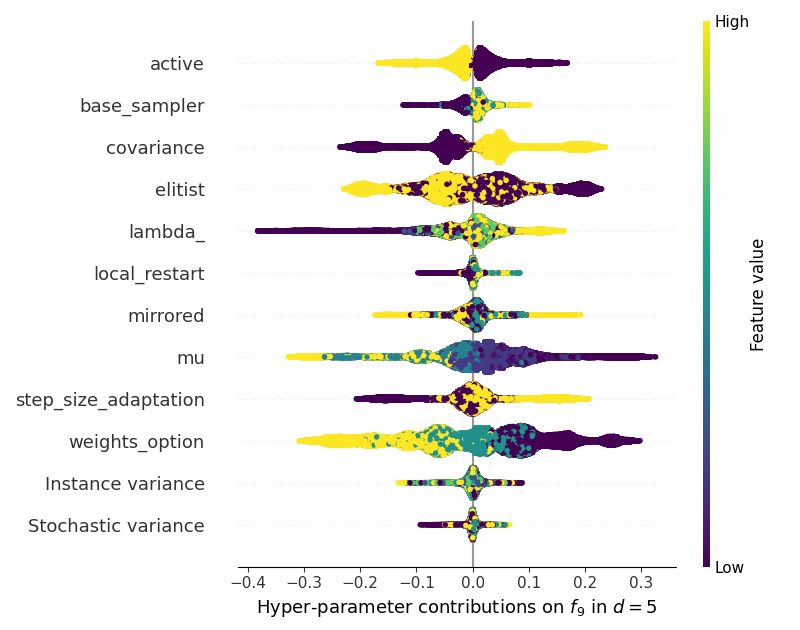 High
active
base_sampler
covariance
elitist
lambda_
local_restart
mirrored
mu
step_size_adaptation
weights_option
Instance variance
Stochastic variance
Feature value
Low
−0.4 −0.3 −0.2 −0.1 0.0 0.1 0.2 0.3
Hyper-parameter contributions on f₉ in d = 5